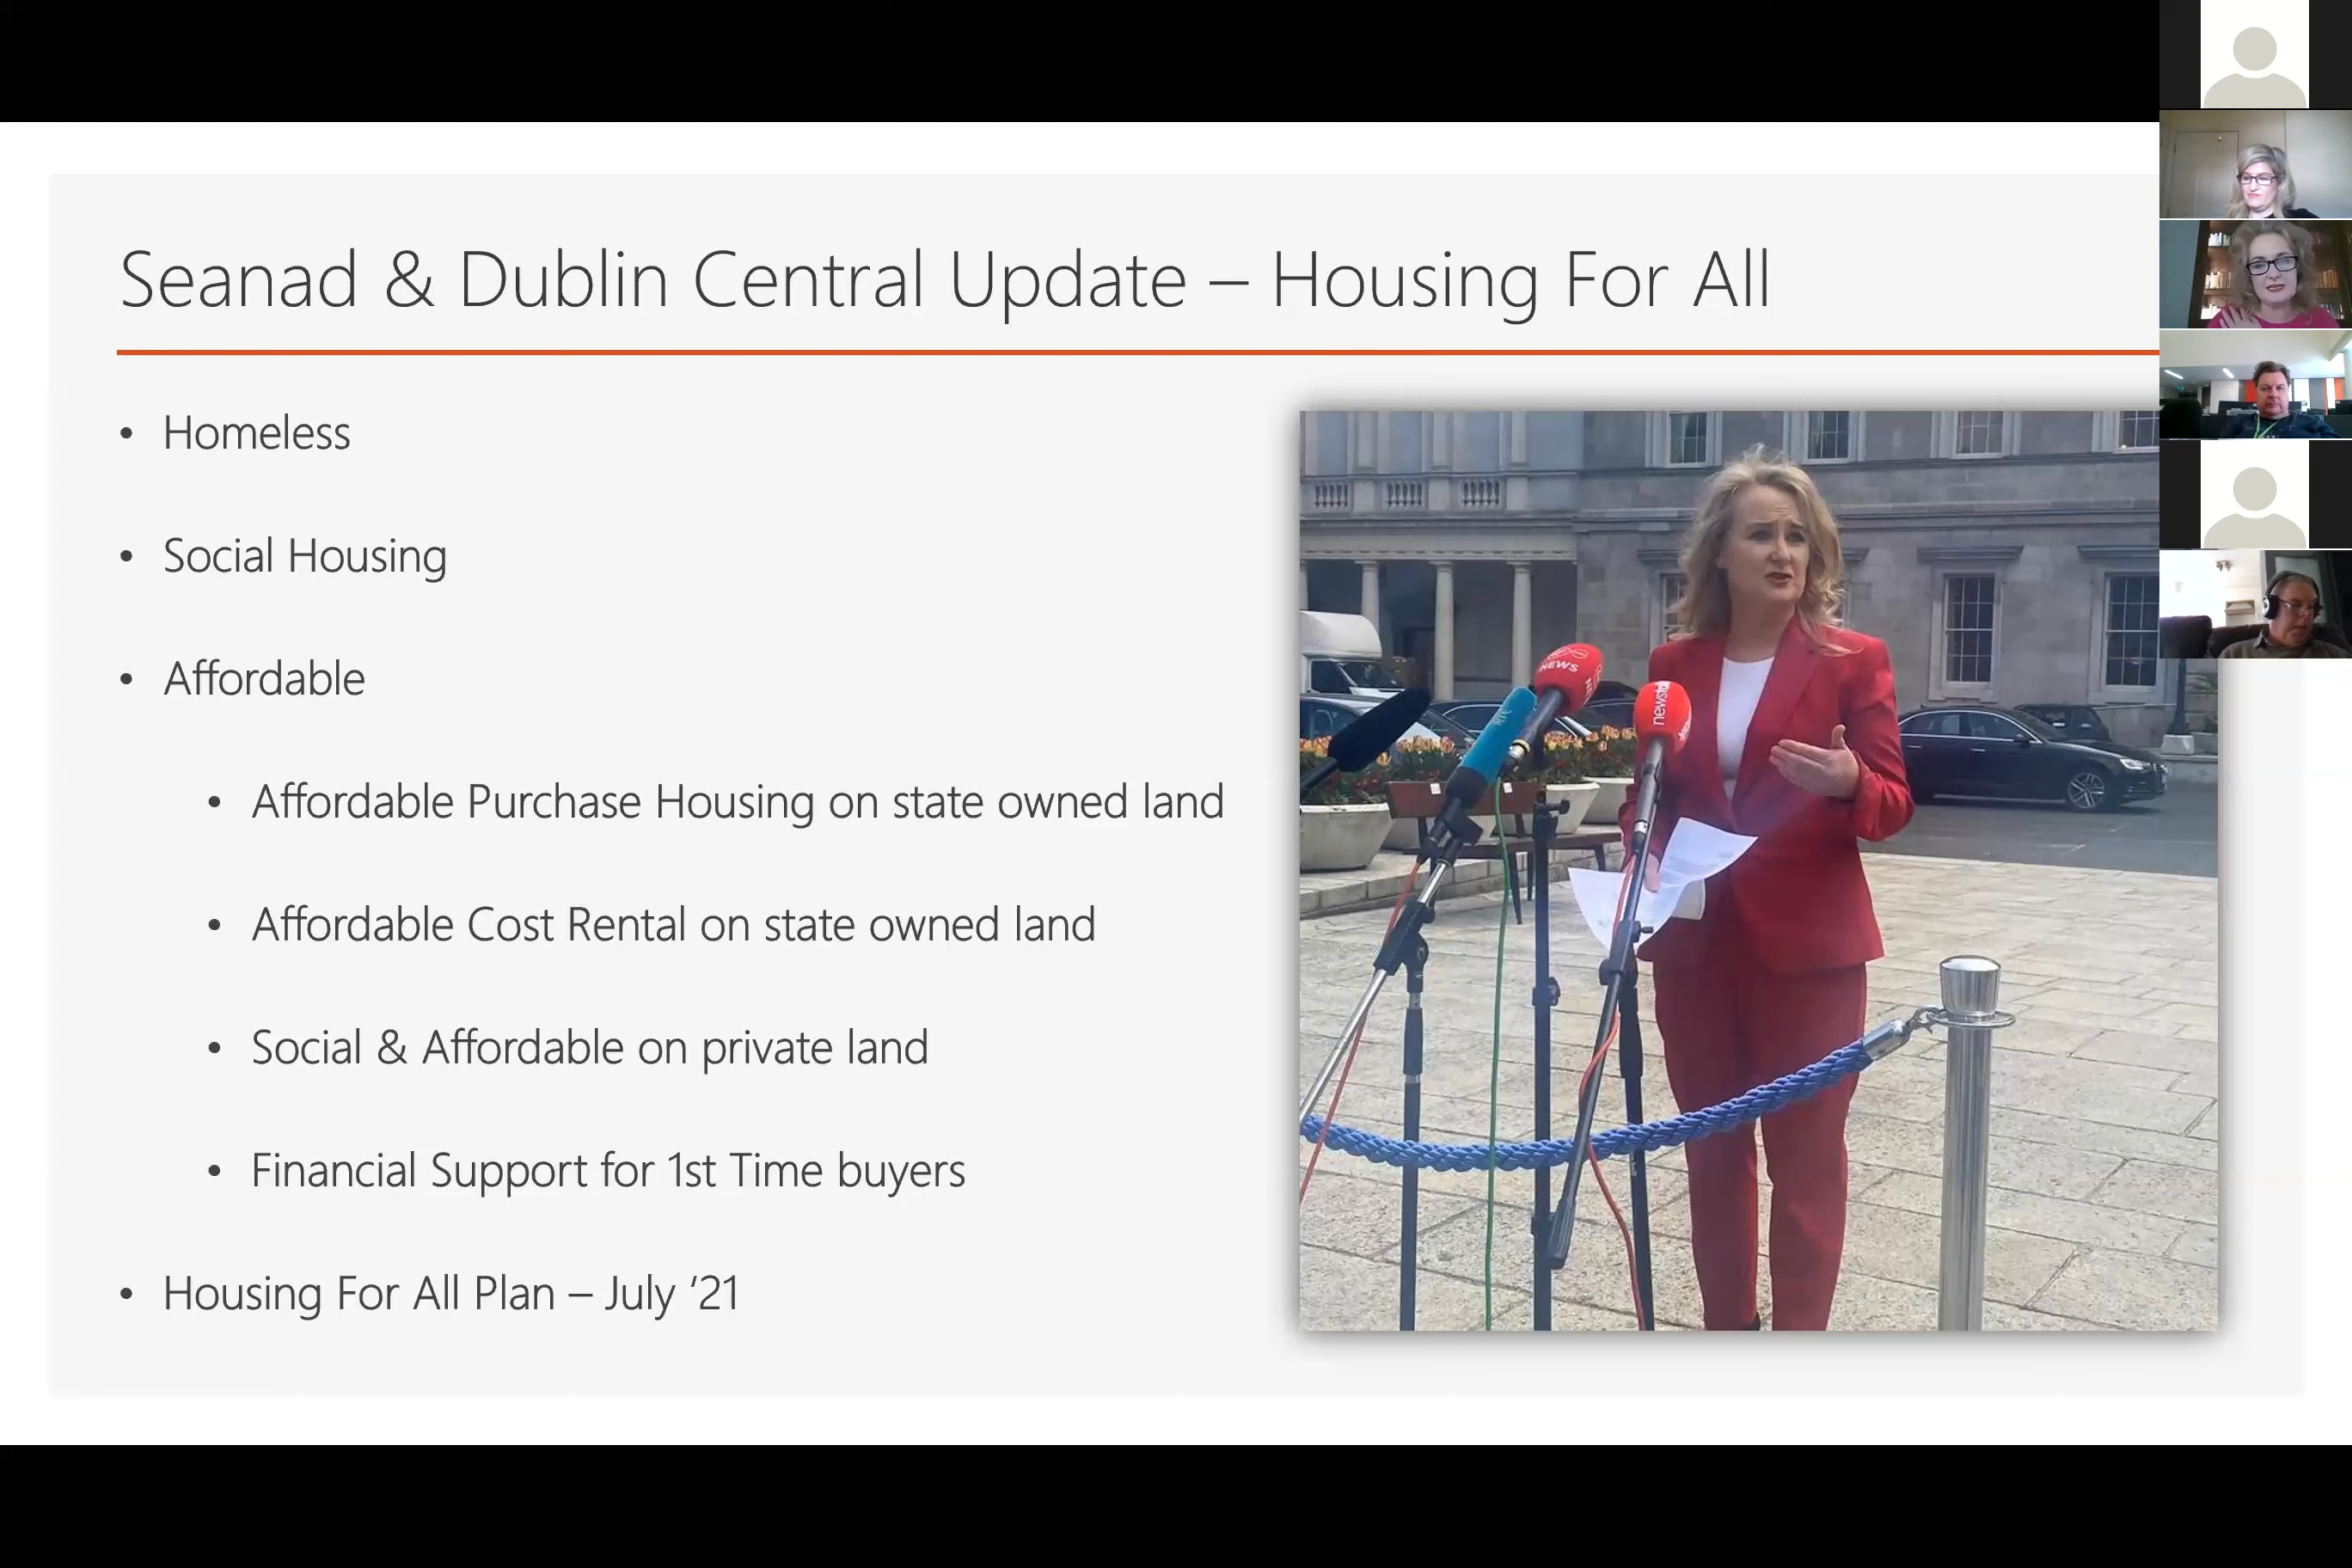 Seanad & Dublin Central Update – Housing For All
• Homeless
• Social Housing
• Affordable
• Affordable Purchase Housing on state owned land
• Affordable Cost Rental on state owned land
• Social & Affordable on private land
• Financial Support for 1st Time buyers
• Housing For All Plan – July ‘21
NEWS